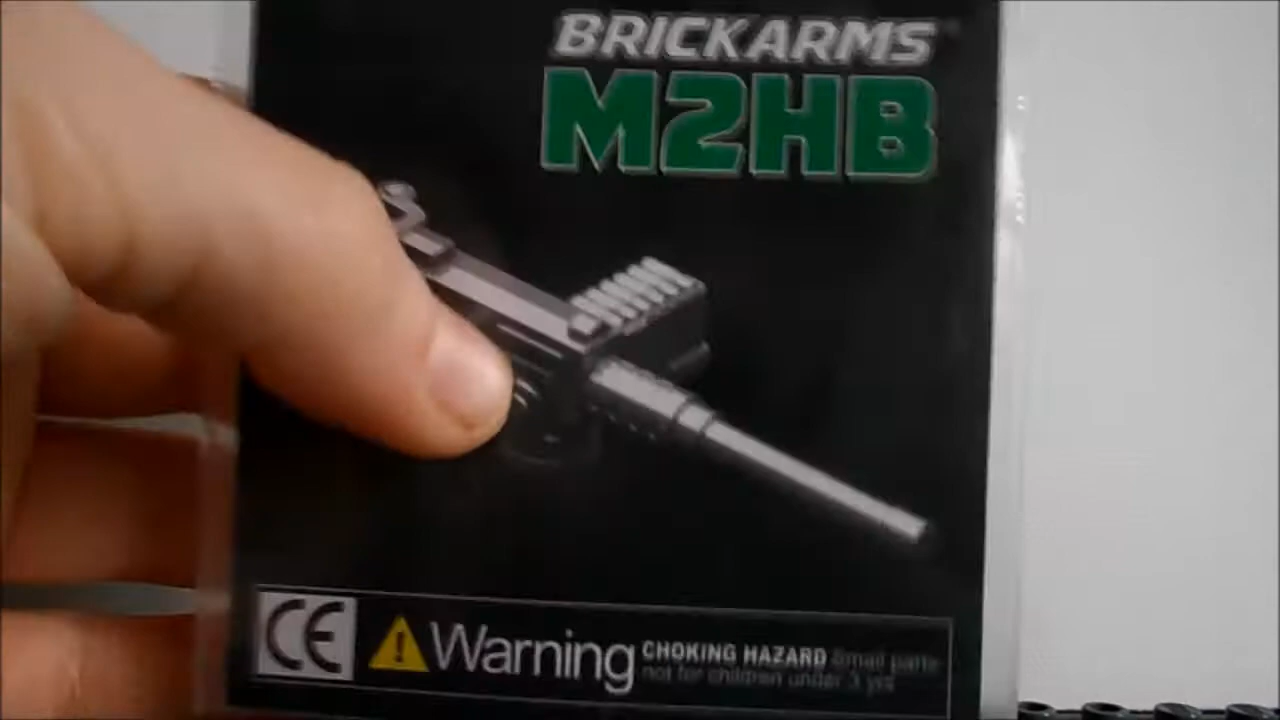 BRICKARMS
M2HB
CE
Warning
CHOKING HAZARD Small parts
not for children under 3 yrs